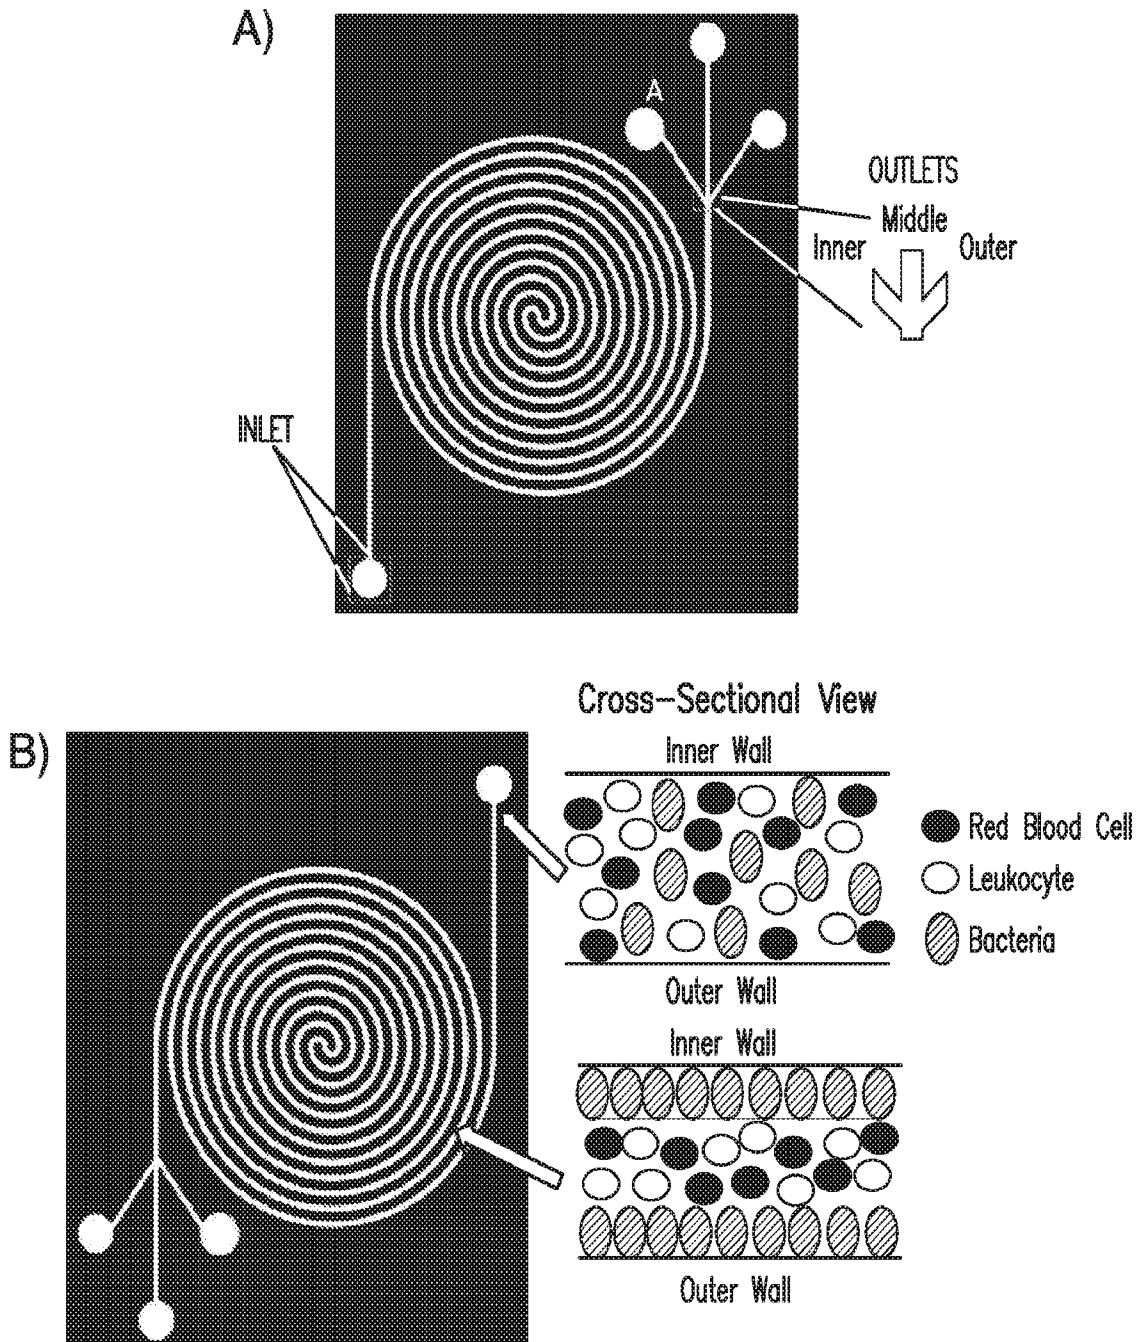 A)
A
OUTLETS
Middle
Inner
Outer
INLET
B)
Cross-Sectional View
Inner Wall
Red Blood Cell
Leukocyte
Bacteria
Outer Wall
Inner Wall
Outer Wall